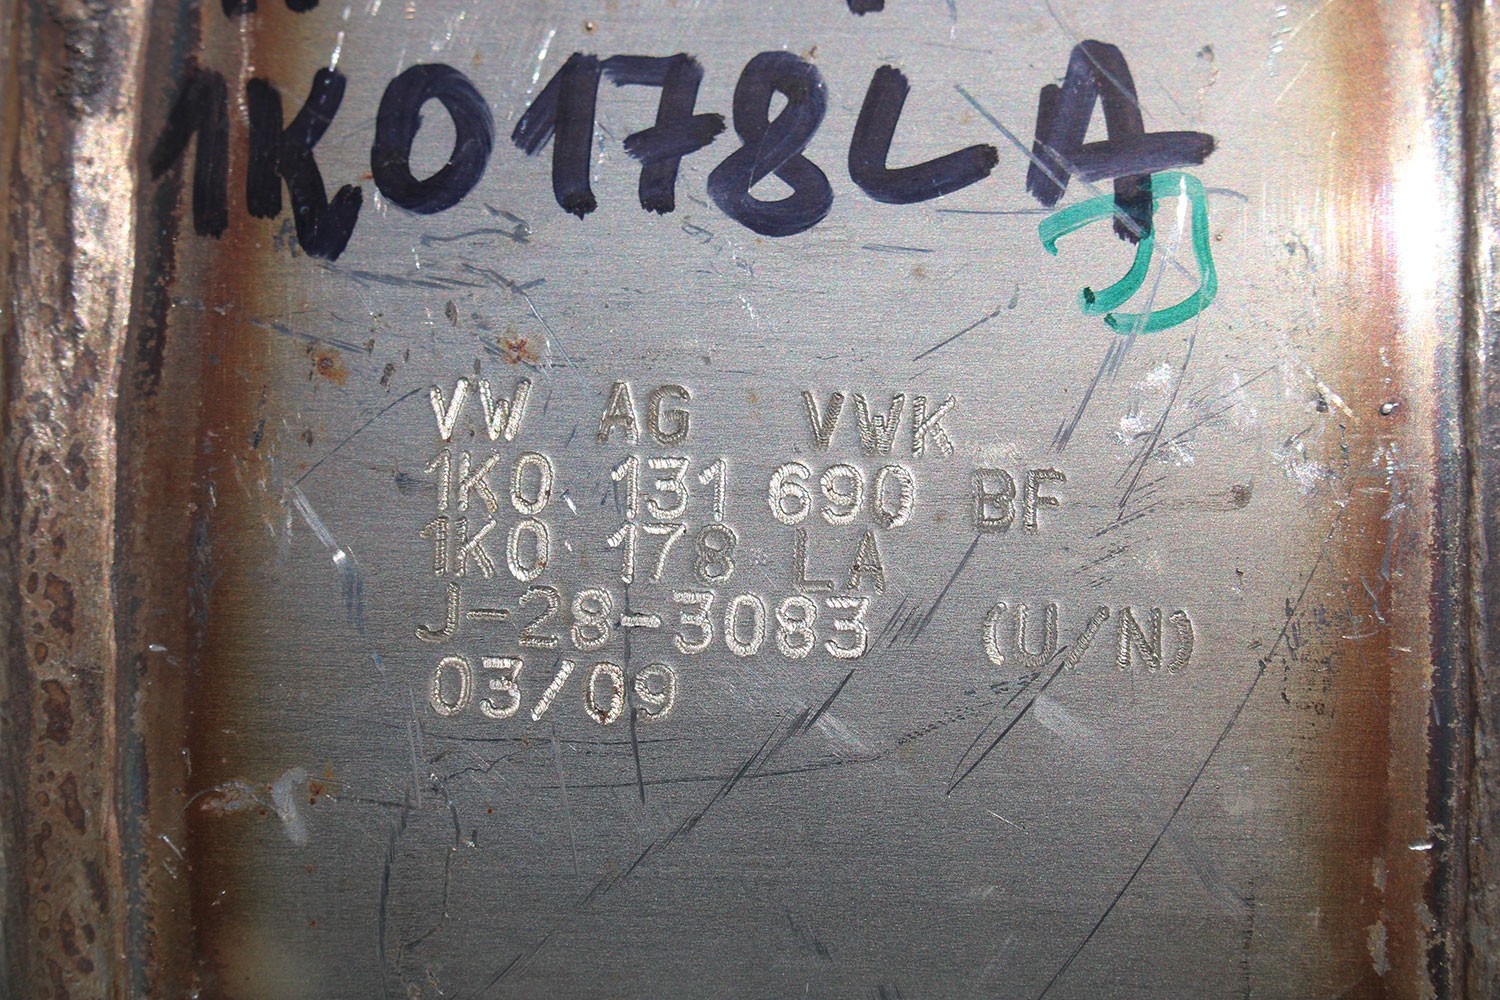 1K0178LA
VW AG VWK
1K0 131 690 BF
1K0 178 LA
J-28-3083 (U/N)
03/09